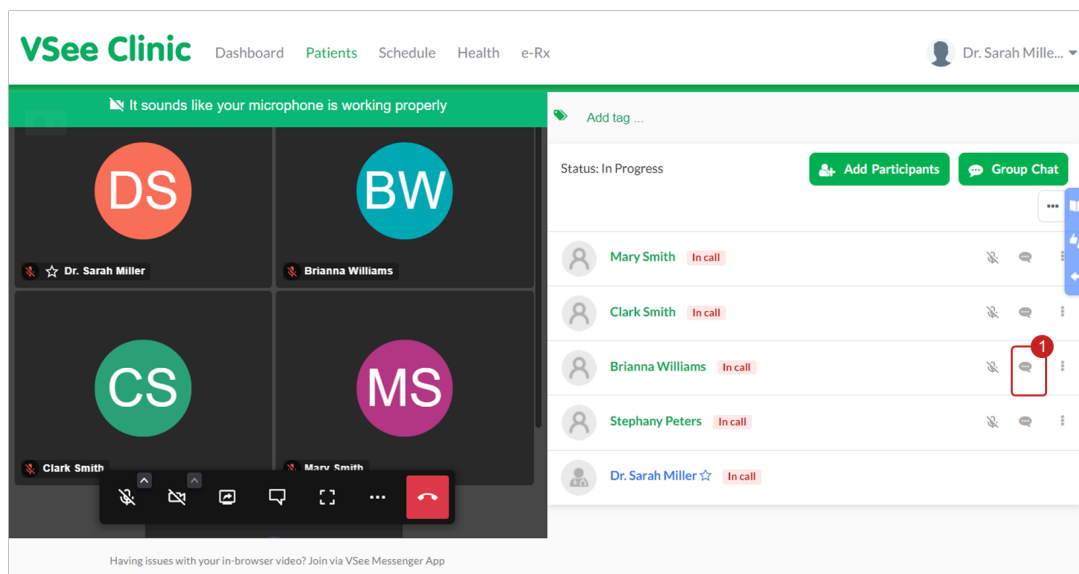 VSee Clinic
Dashboard Patients Schedule Health e-Rx
Dr. Sarah Mille...
It sounds like your microphone is working properly
DS
BW
Dr. Sarah Miller
Brianna Williams
CS
MS
Clark Smith
Mary Smith
Having issues with your in-browser video? Join via VSee Messenger App
Add tag ...
Status: In Progress
Add Participants
Group Chat
Mary Smith In call
Clark Smith In call
1
Brianna Williams In call
Stephany Peters In call
Dr. Sarah Miller In call